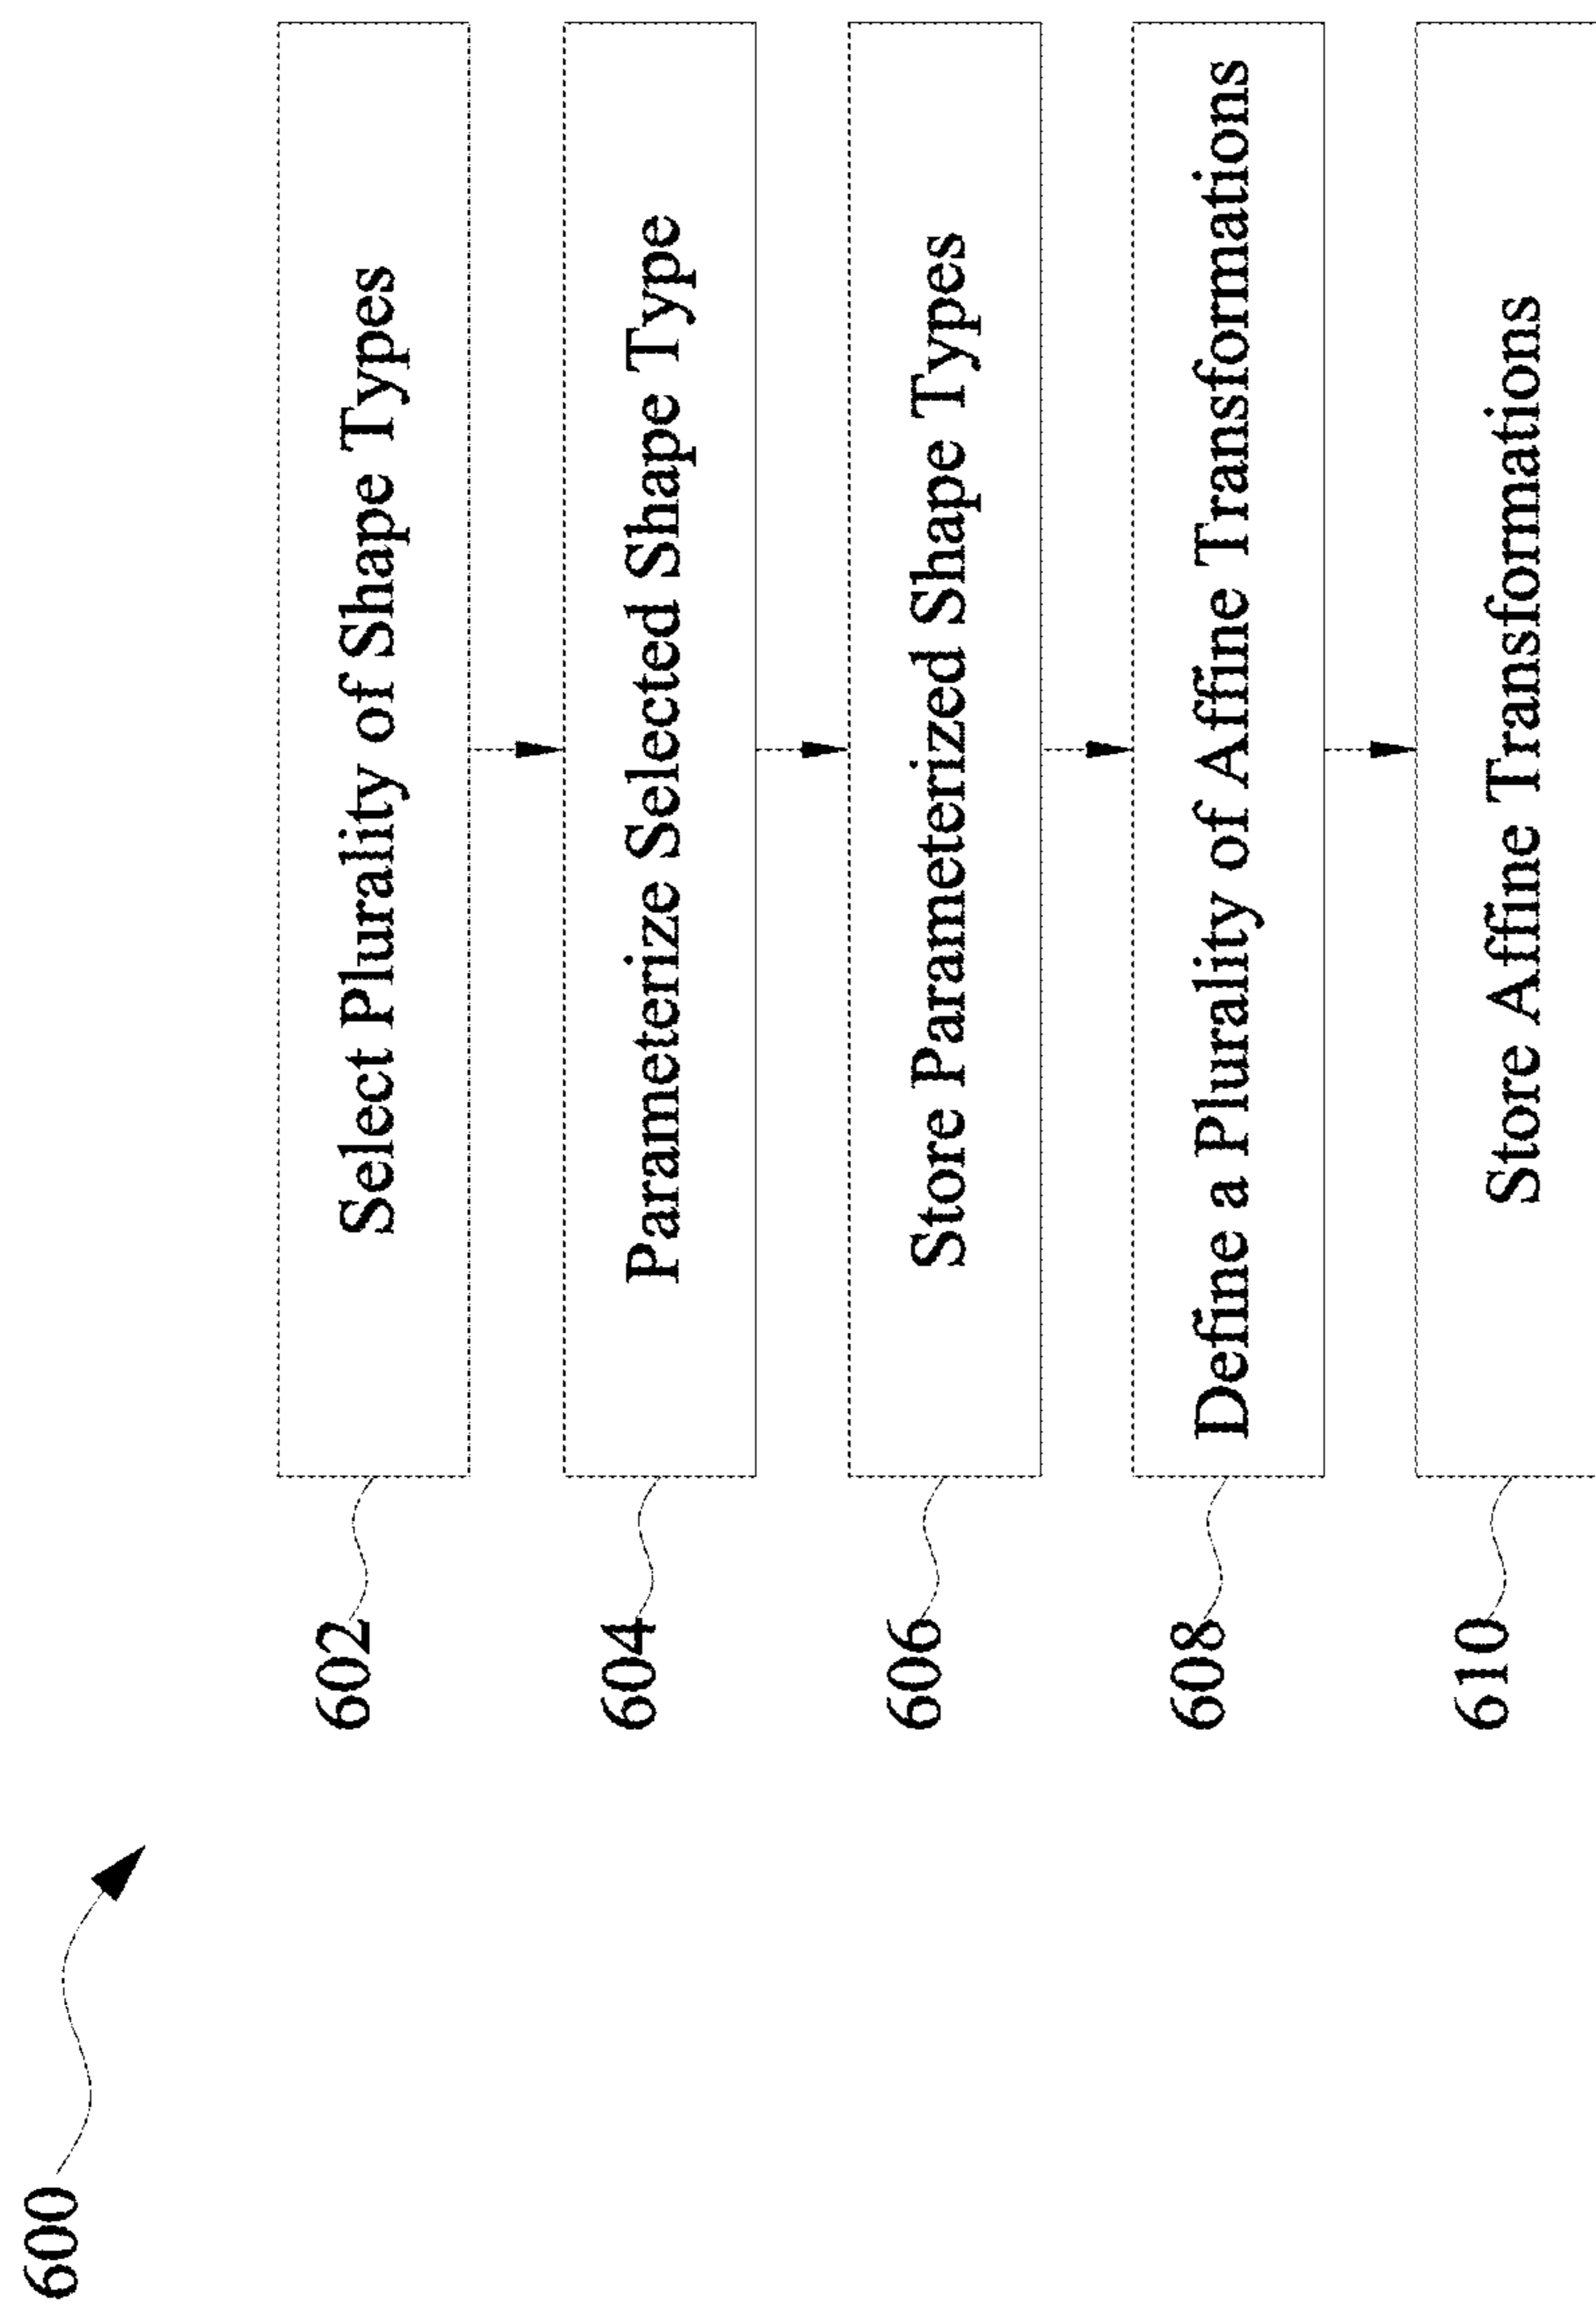 600
602
Select Plurality of Shape Types
604
Parameterize Selected Shape Type
606
Store Parameterized Shape Types
608
Define a Plurality of Affine Transformations
610
Store Affine Transformations